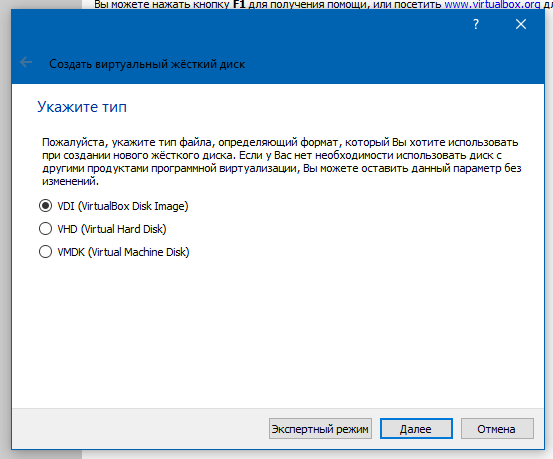 Вы можете нажать кнопку F1 для получения помощи, или посетить www.virtualbox.org
?
Создать виртуальный жёсткий диск
Укажите тип
Пожалуйста, укажите тип файла, определяющий формат, который Вы хотите использовать
при создании нового жёсткого диска. Если у Вас нет необходимости использовать диск с
другими продуктами программной виртуализации, Вы можете оставить данный параметр без
изменений.
VDI (VirtualBox Disk Image)
VHD (Virtual Hard Disk)
VMDK (Virtual Machine Disk)
Экспертный режим
Далее
Отмена